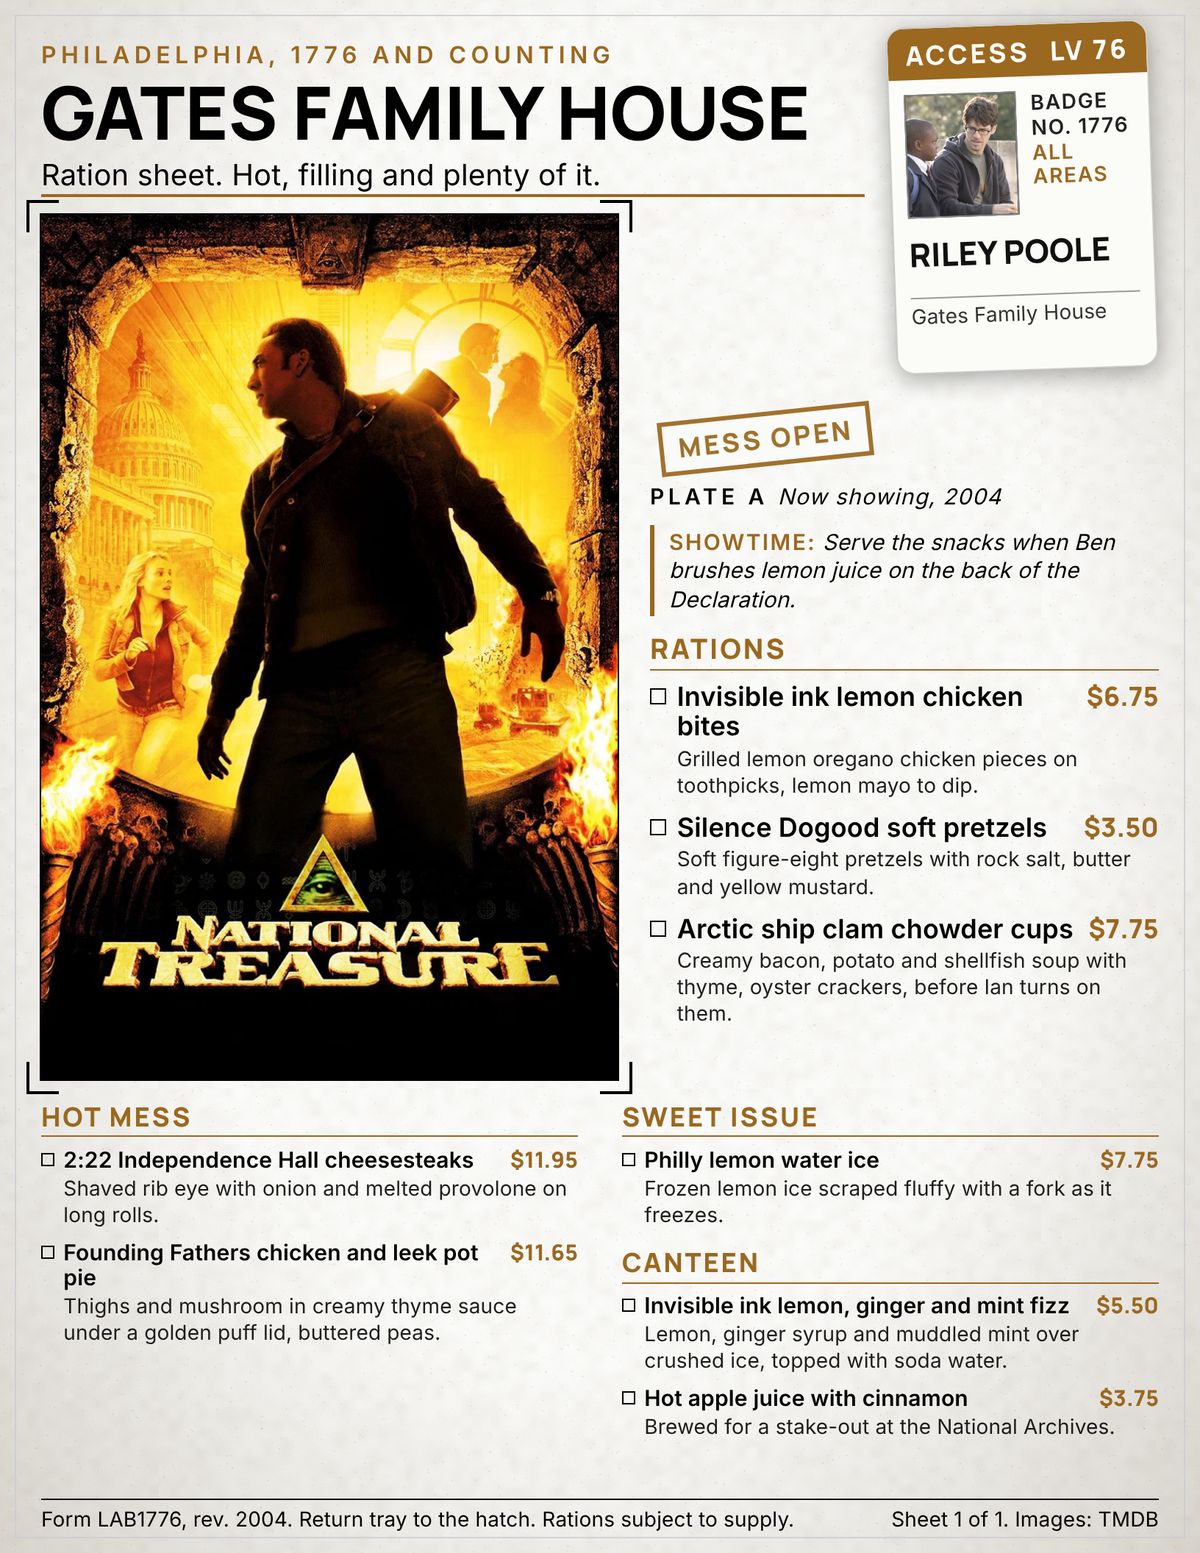 PHILADELPHIA, 1776 AND COUNTING
GATES FAMILY HOUSE
Ration sheet. Hot, filling and plenty of it.
ACCESS LV 76
BADGE
NO. 1776
ALL
AREAS
RILEY POOLE
Gates Family House
NATIONAL
TREASURE
MESS OPEN
PLATE A Now showing, 2004
SHOWTIME: Serve the snacks when Ben
brushes lemon juice on the back of the
Declaration.
RATIONS
Invisible ink lemon chicken $6.75
bites
Grilled lemon oregano chicken pieces on
toothpicks, lemon mayo to dip.
Silence Dogood soft pretzels $3.50
Soft figure-eight pretzels with rock salt, butter
and yellow mustard.
Arctic ship clam chowder cups $7.75
Creamy bacon, potato and shellfish soup with
thyme, oyster crackers, before Ian turns on
them.
HOT MESS
2:22 Independence Hall cheesesteaks $11.95
Shaved rib eye with onion and melted provolone on
long rolls.
Founding Fathers chicken and leek pot $11.65
pie
Thighs and mushroom in creamy thyme sauce
under a golden puff lid, buttered peas.
SWEET ISSUE
Philly lemon water ice $7.75
Frozen lemon ice scraped fluffy with a fork as it
freezes.
CANTEEN
Invisible ink lemon, ginger and mint fizz $5.50
Lemon, ginger syrup and muddled mint over
crushed ice, topped with soda water.
Hot apple juice with cinnamon $3.75
Brewed for a stake-out at the National Archives.
Form LAB1776, rev. 2004. Return tray to the hatch. Rations subject to supply.
Sheet 1 of 1. Images: TMDB